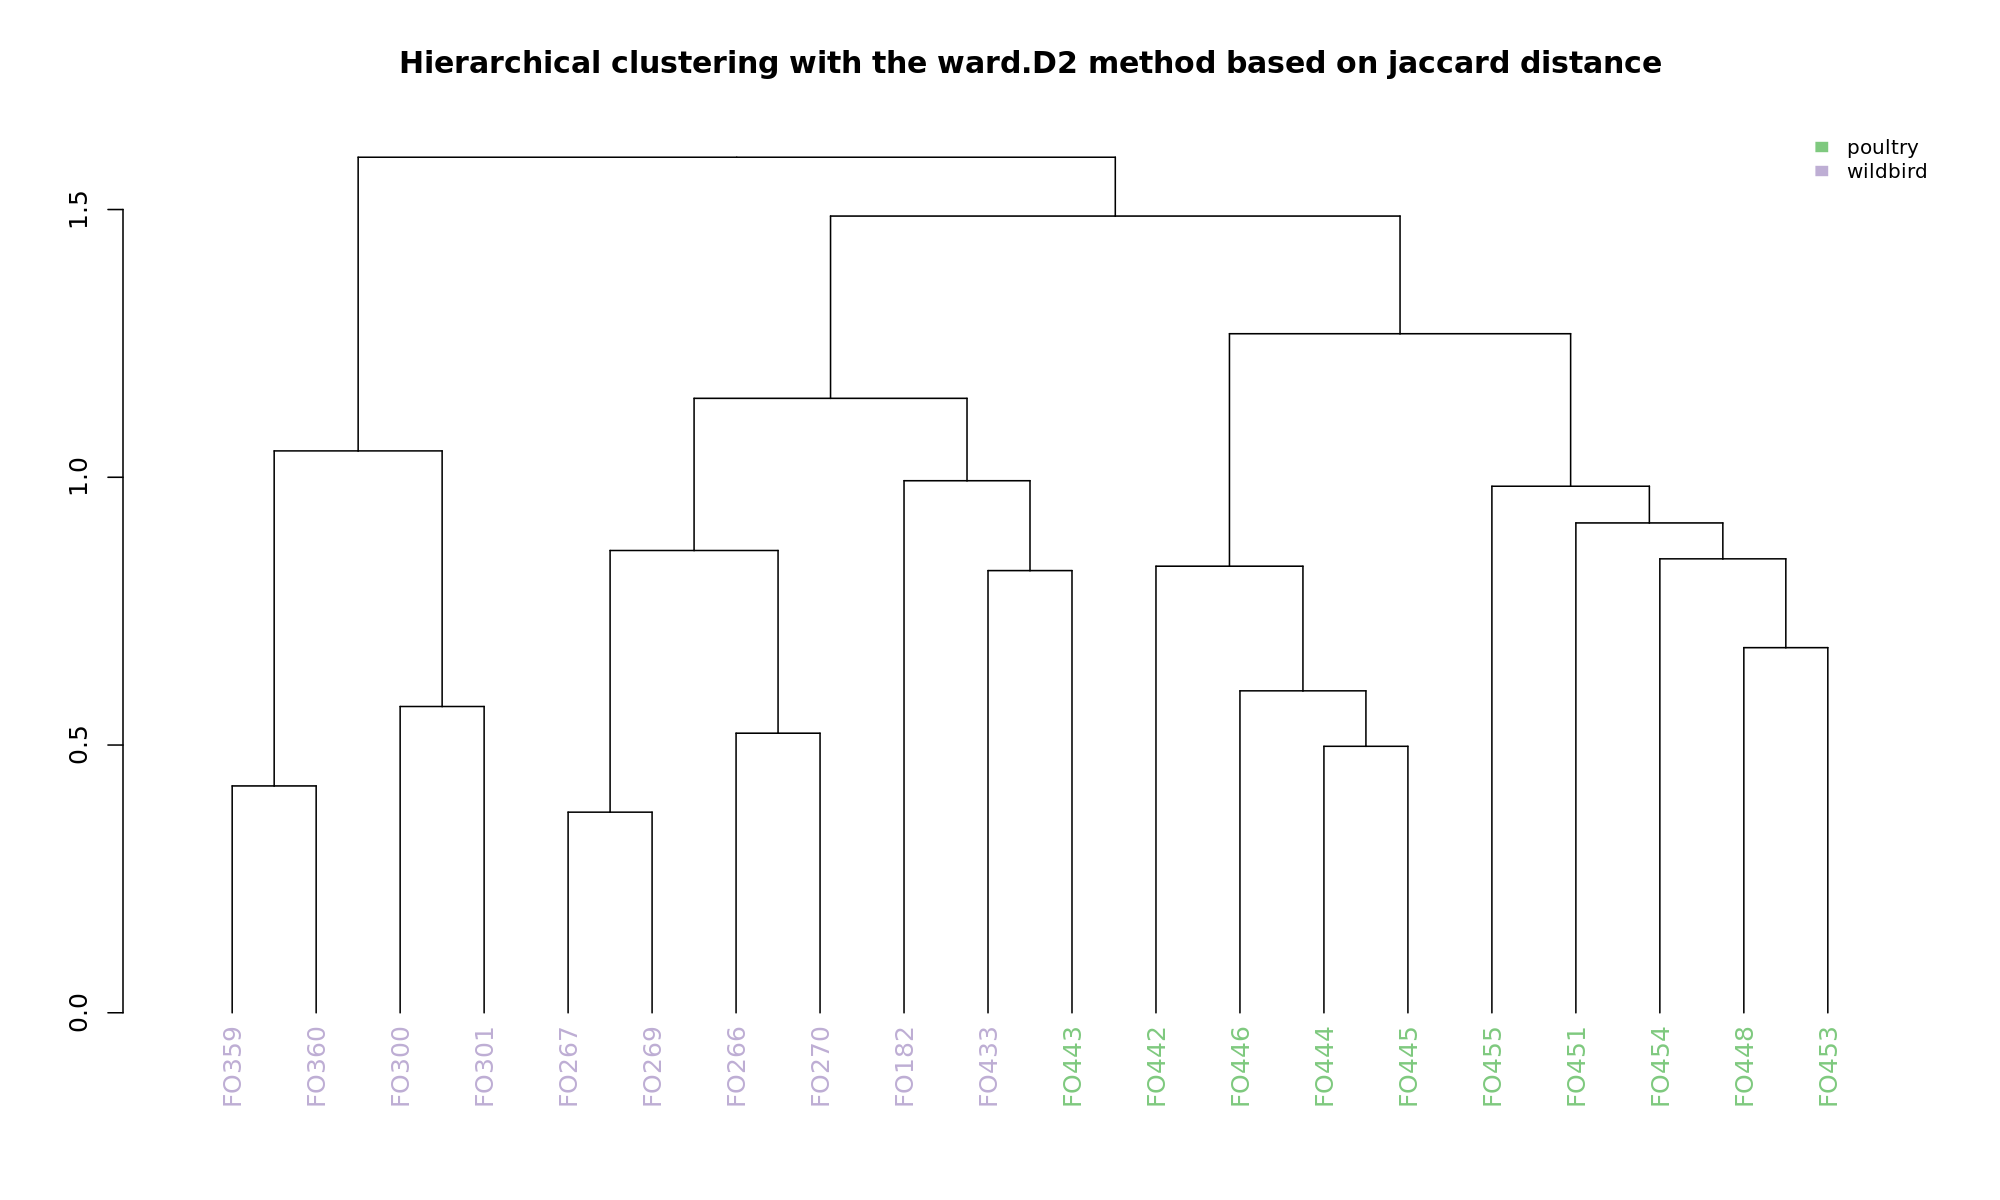 Hierarchical clustering with the ward.D2 method based on jaccard distance
poultry
wildbird
1.5
1.0
0.5
0.0
FO359
FO360
FO300
FO301
FO267
FO269
FO266
FO270
FO182
FO433
FO443
FO442
FO446
FO444
FO445
FO455
FO451
FO454
FO448
FO453